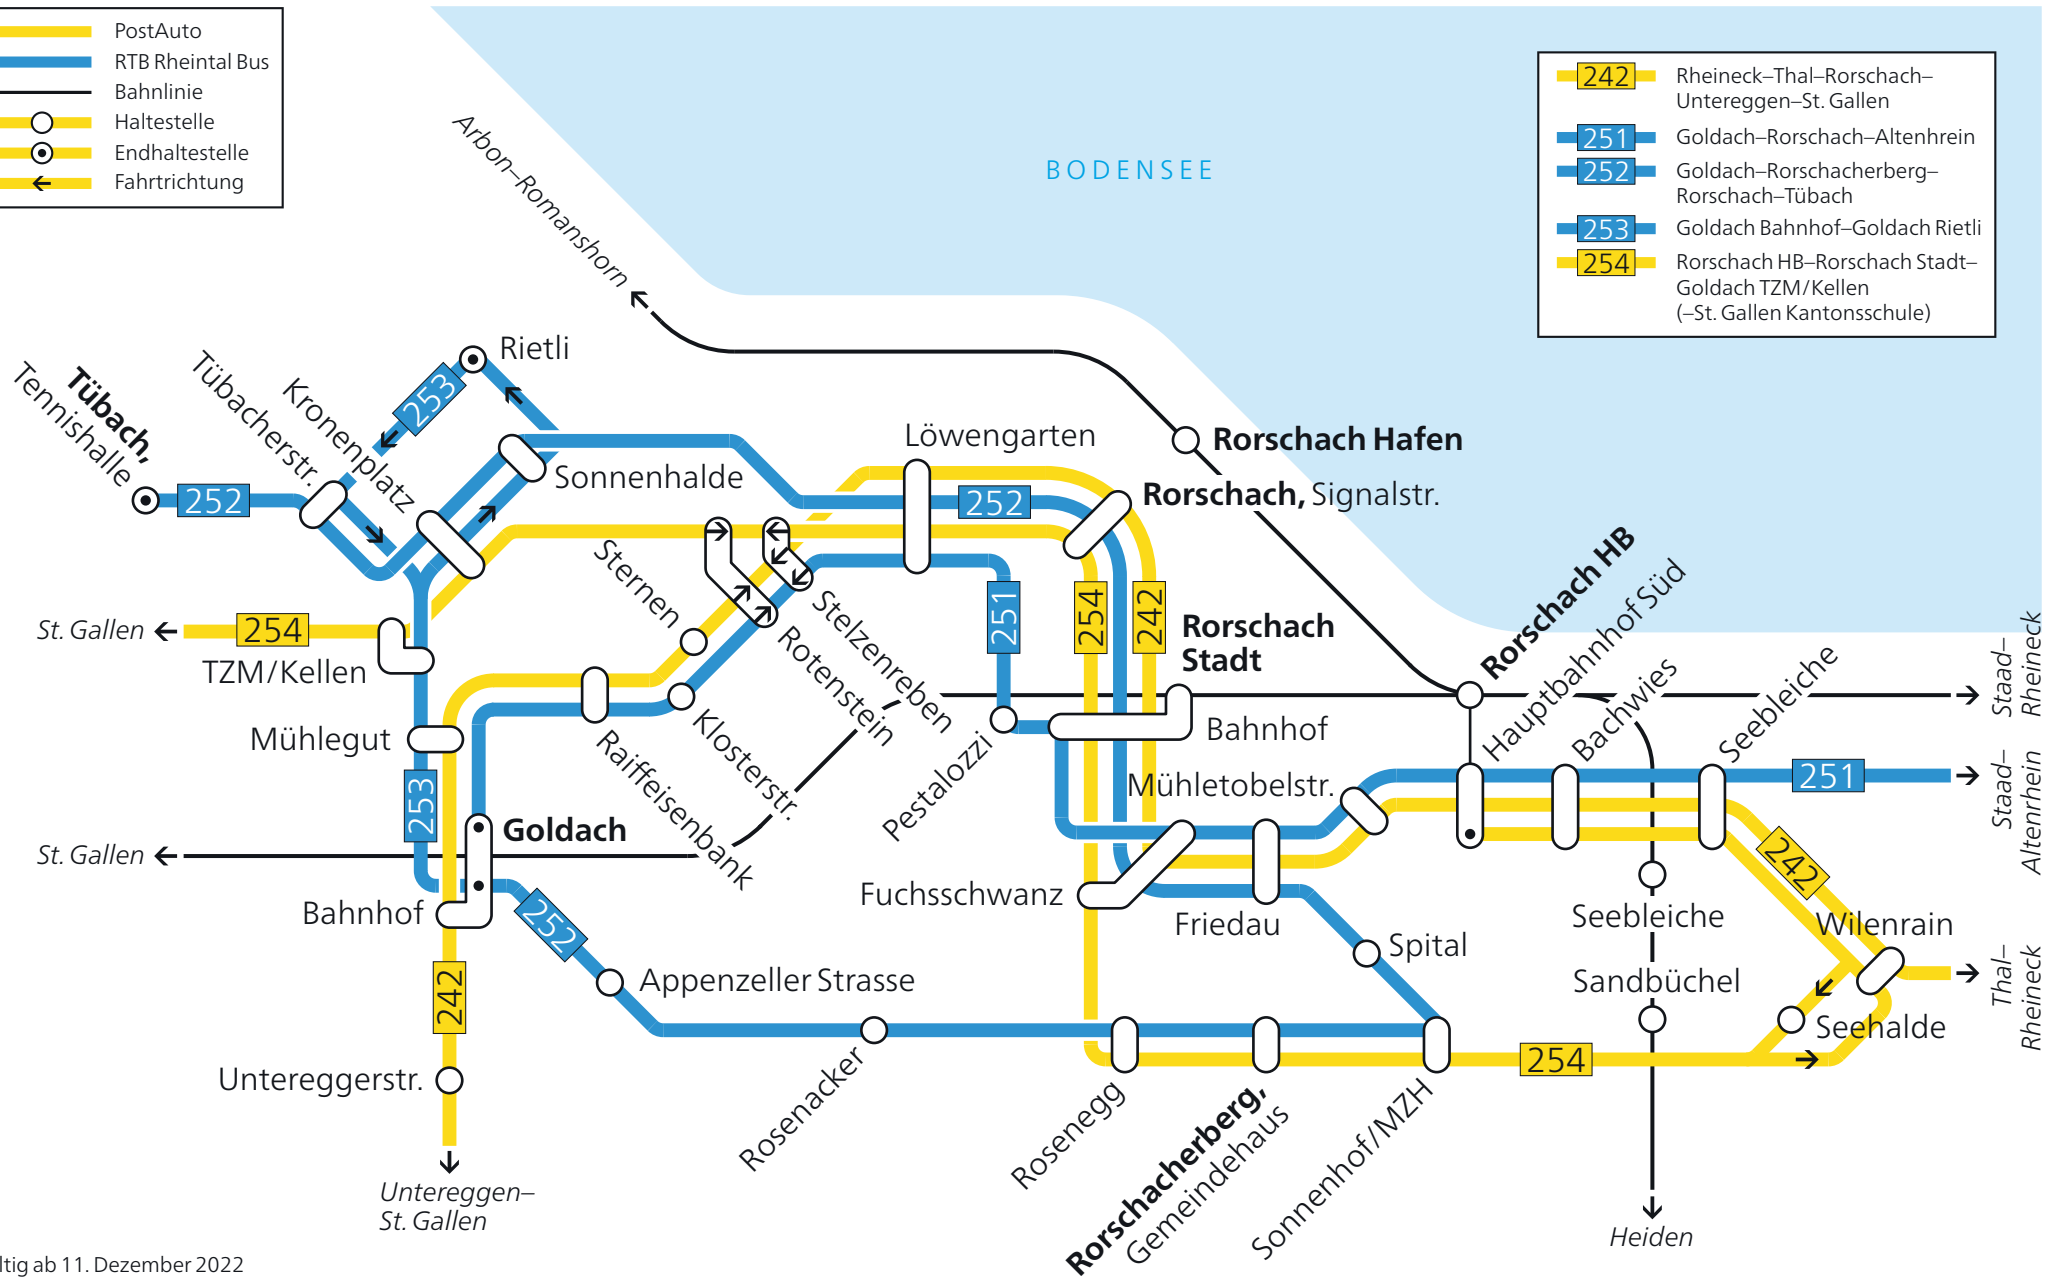 PostAuto
RTB Rheintal Bus
Bahnlinie
Haltestelle
Endhaltestelle
Fahrtrichtung
242
Rheineck–Thal–Rorschach–
Untereggen–St. Gallen
251
Goldach–Rorschach–Altenhrein
252
Goldach–Rorschacherberg–
Rorschach–Tübach
253
Goldach Bahnhof–Goldach Rietli
254
Rorschach HB–Rorschach Stadt–
Goldach TZM/Kellen
(–St. Gallen Kantonsschule)
BODENSEE
Arbon–Romanshorn
Rietli
253
Tübach,
Tennishalle
Tübacherstr.
Kronenplatz
252
Sonnenhalde
Löwengarten
252
Rorschach Hafen
Rorschach, Signalstr.
Sternen
Stelzenreben
Rotenstein
251
254
242
Rorschach
Stadt
Rorschach HB
Hauptbahnhof Süd
Bachwies
Seebleiche
Staad–
Rheineck
St. Gallen
254
TZM/Kellen
Mühlegut
253
Raiffeisenbank
Klosterstr.
Pestalozzi
Bahnhof
Mühletobelstr.
251
Staad–
Altenrhein
St. Gallen
Goldach
Bahnhof
252
Fuchsschwanz
Friedau
Spital
242
Seebleiche
Wilenrain
Sandbüchel
Seehalde
Thal–
Rheineck
242
Appenzeller Strasse
Untereggerstr.
Rosenacker
Rosenegg
Rorschacherberg,
Gemeindehaus
Sonnenhof/MZH
254
Untereggen–
St. Gallen
Heiden
ltig ab 11. Dezember 2022